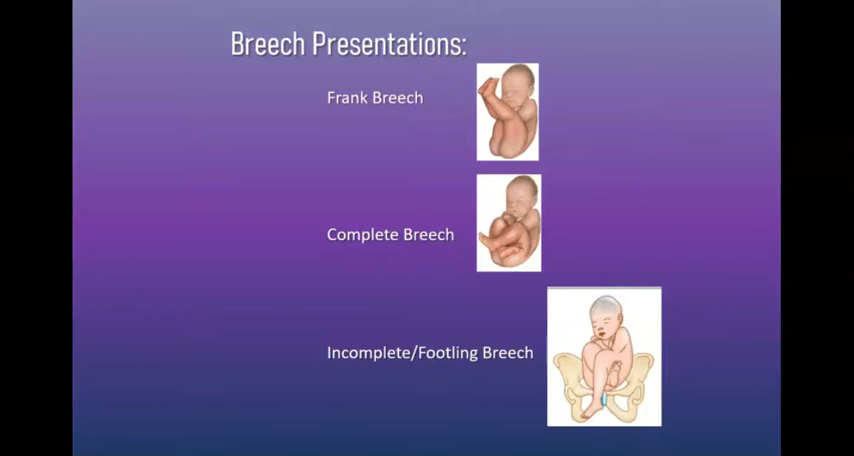 Breech Presentations:
Frank Breech
Complete Breech
Incomplete/Footling Breech